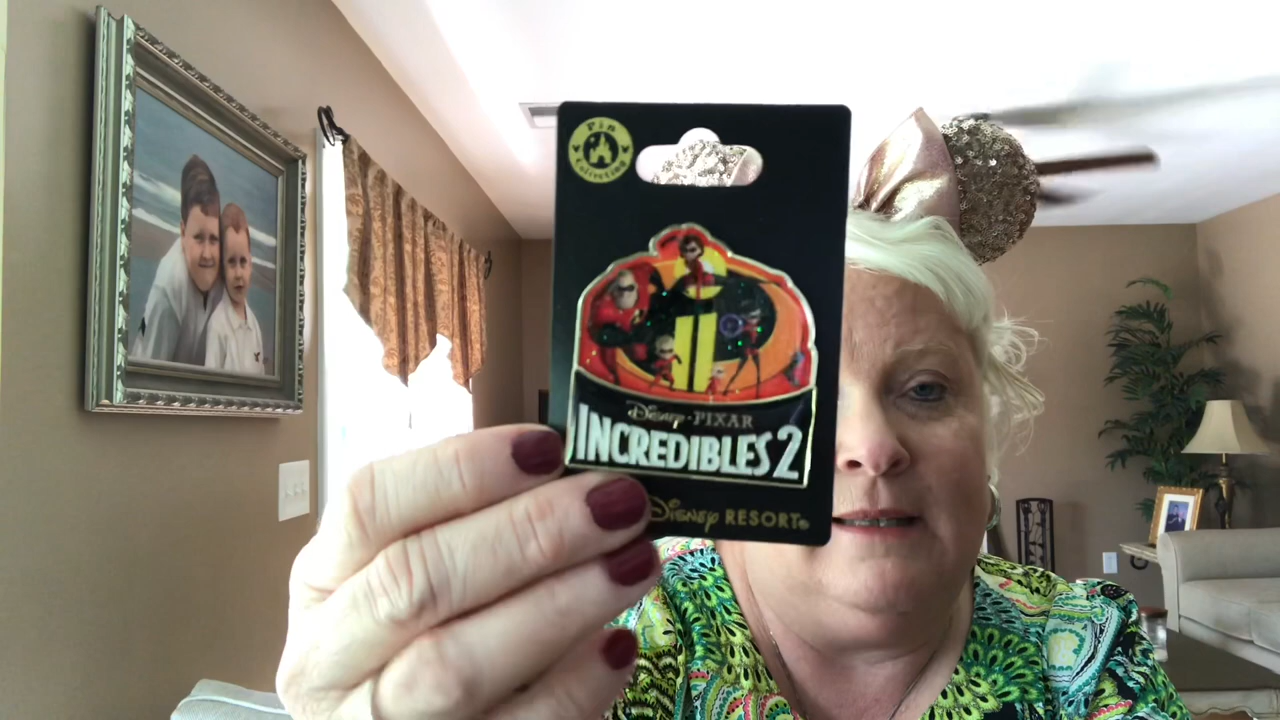 Pin
Collecting
Disney · PIXAR
INCREDIBLES 2
Disney RESORT